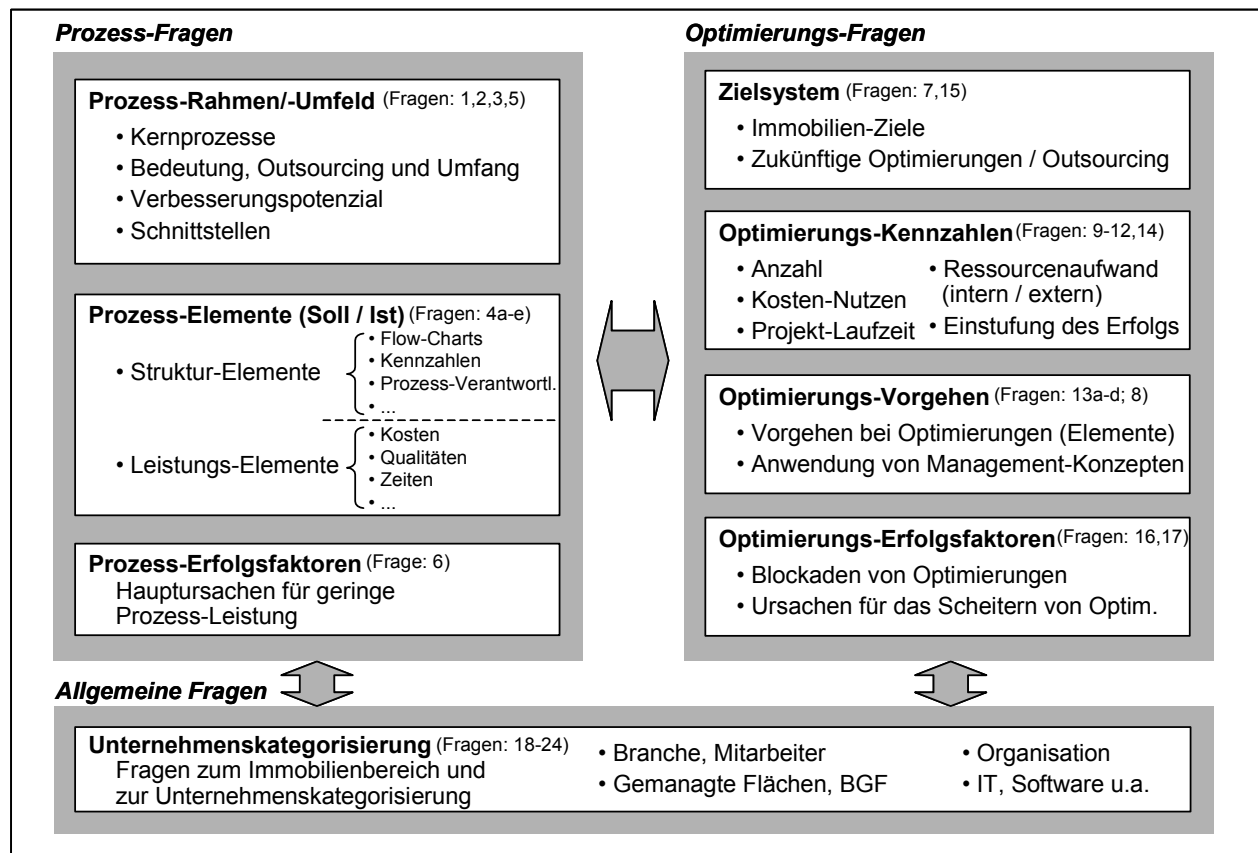 Prozess-Fragen
Prozess-Rahmen/-Umfeld (Fragen: 1,2,3,5)
• Kernprozesse
• Bedeutung, Outsourcing und Umfang
• Verbesserungspotenzial
• Schnittstellen
Prozess-Elemente (Soll / Ist) (Fragen: 4a-e)
• Struktur-Elemente
• Flow-Charts
• Kennzahlen
• Prozess-Verantwortl.
• ...
• Leistungs-Elemente
• Kosten
• Qualitäten
• Zeiten
• ...
Prozess-Erfolgsfaktoren (Frage: 6)
Hauptursachen für geringe
Prozess-Leistung
Optimierungs-Fragen
Zielsystem (Fragen: 7,15)
• Immobilien-Ziele
• Zukünftige Optimierungen / Outsourcing
Optimierungs-Kennzahlen (Fragen: 9-12,14)
• Anzahl
• Kosten-Nutzen
• Projekt-Laufzeit
• Ressourcenaufwand
(intern / extern)
• Einstufung des Erfolgs
Optimierungs-Vorgehen (Fragen: 13a-d; 8)
• Vorgehen bei Optimierungen (Elemente)
• Anwendung von Management-Konzepten
Optimierungs-Erfolgsfaktoren (Fragen: 16,17)
• Blockaden von Optimierungen
• Ursachen für das Scheitern von Optim.
Allgemeine Fragen
Unternehmenskategorisierung (Fragen: 18-24)
Fragen zum Immobilienbereich und
zur Unternehmenskategorisierung
• Branche, Mitarbeiter
• Gemanagte Flächen, BGF
• Organisation
• IT, Software u.a.